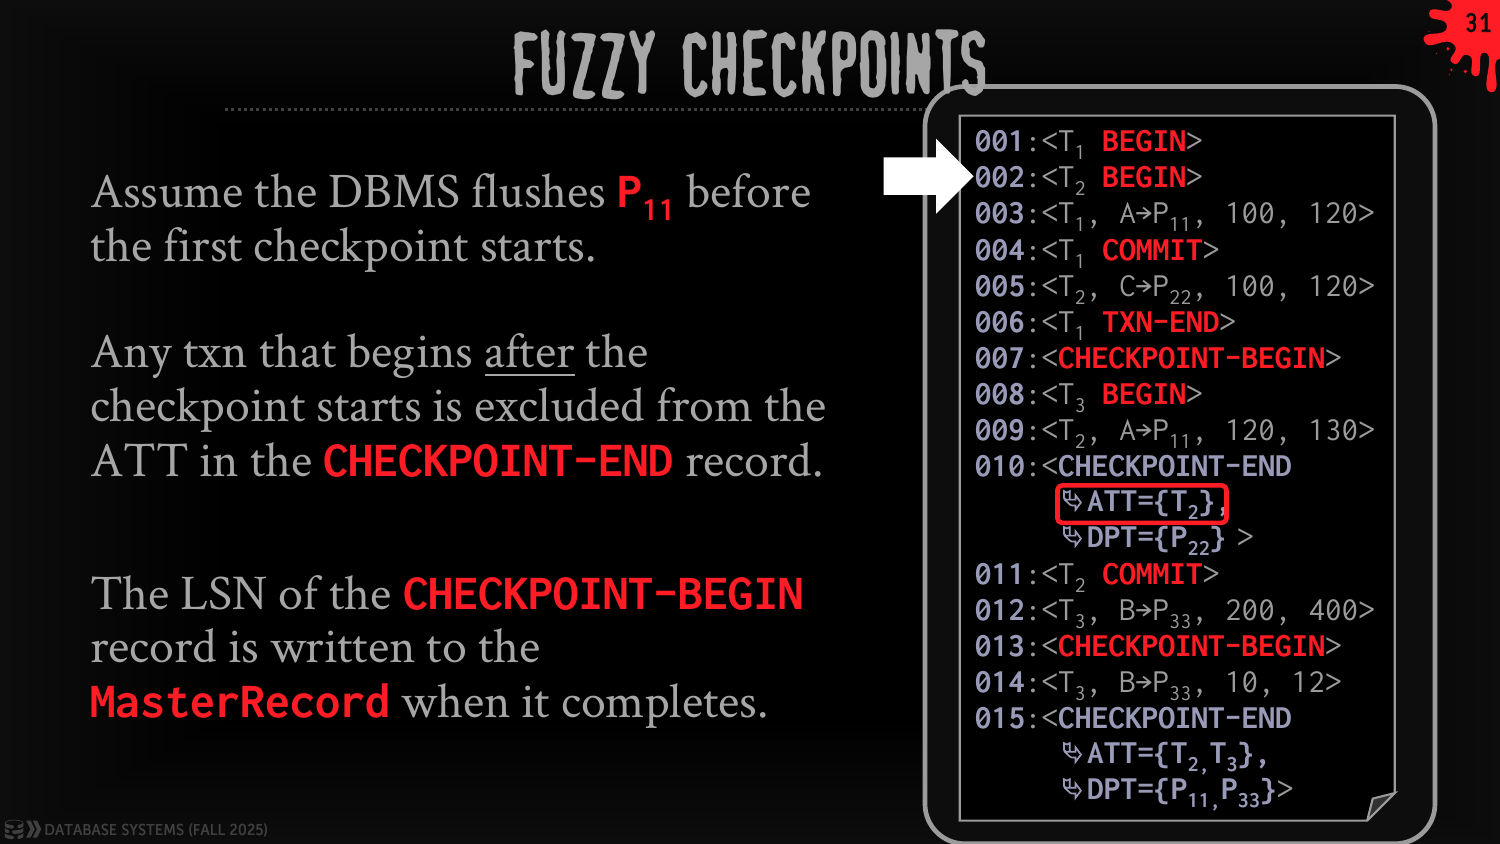 31
FUZZY CHECKPOINTS
Assume the DBMS flushes P11 before
the first checkpoint starts.
Any txn that begins after the
checkpoint starts is excluded from the
ATT in the CHECKPOINT-END record.
The LSN of the CHECKPOINT-BEGIN
record is written to the
MasterRecord when it completes.
001:<T1 BEGIN>
002:<T2 BEGIN>
003:<T1, A→P11, 100, 120>
004:<T1 COMMIT>
005:<T2, C→P22, 100, 120>
006:<T1 TXN-END>
007:<CHECKPOINT-BEGIN>
008:<T3 BEGIN>
009:<T2, A→P11, 120, 130>
010:<CHECKPOINT-END
⮱ATT={T2},
⮱DPT={P22} >
011:<T2 COMMIT>
012:<T3, B→P33, 200, 400>
013:<CHECKPOINT-BEGIN>
014:<T3, B→P33, 10, 12>
015:<CHECKPOINT-END
⮱ATT={T2,T3},
⮱DPT={P11,P33}>
DATABASE SYSTEMS (FALL 2025)